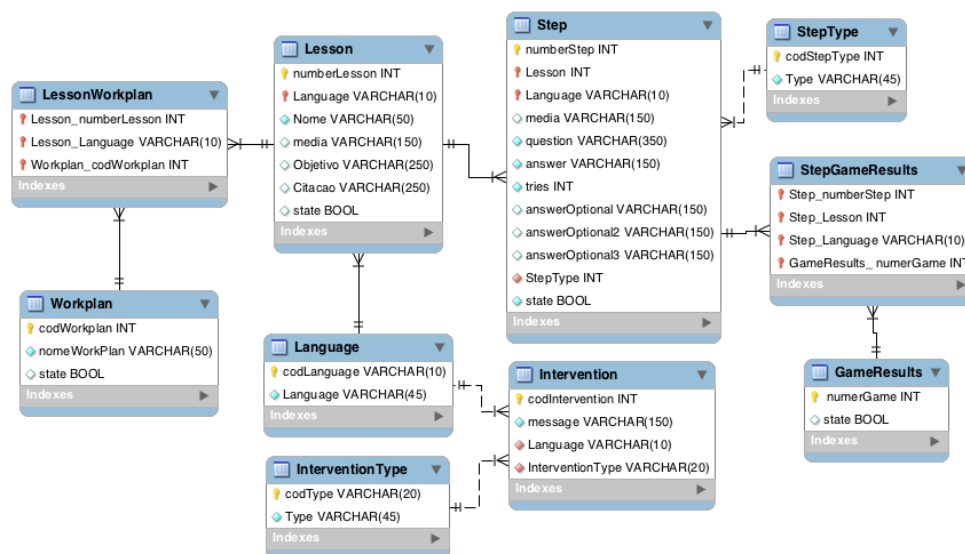 LessonWorkplan
Lesson_numberLesson INT
Lesson_Language VARCHAR(10)
Workplan_codWorkplan INT
Indexes
Workplan
codWorkplan INT
nomeWorkPlan VARCHAR(50)
state BOOL
Indexes
Lesson
numberLesson INT
Language VARCHAR(10)
Nome VARCHAR(50)
media VARCHAR(150)
Objetivo VARCHAR(250)
Citacao VARCHAR(250)
state BOOL
Indexes
Language
codLanguage VARCHAR(10)
Language VARCHAR(45)
Indexes
InterventionType
codType VARCHAR(20)
Type VARCHAR(45)
Indexes
Step
numberStep INT
Lesson INT
Language VARCHAR(10)
media VARCHAR(150)
question VARCHAR(350)
answer VARCHAR(150)
tries INT
answerOptional VARCHAR(150)
answerOptional2 VARCHAR(150)
answerOptional3 VARCHAR(150)
StepType INT
state BOOL
Indexes
Intervention
codIntervention INT
message VARCHAR(150)
Language VARCHAR(10)
InterventionType VARCHAR(20)
Indexes
StepType
codStepType INT
Type VARCHAR(45)
Indexes
StepGameResults
Step_numberStep INT
Step_Lesson INT
Step_Language VARCHAR(10)
GameResults_ numerGame INT
Indexes
GameResults
numerGame INT
state BOOL
Indexes